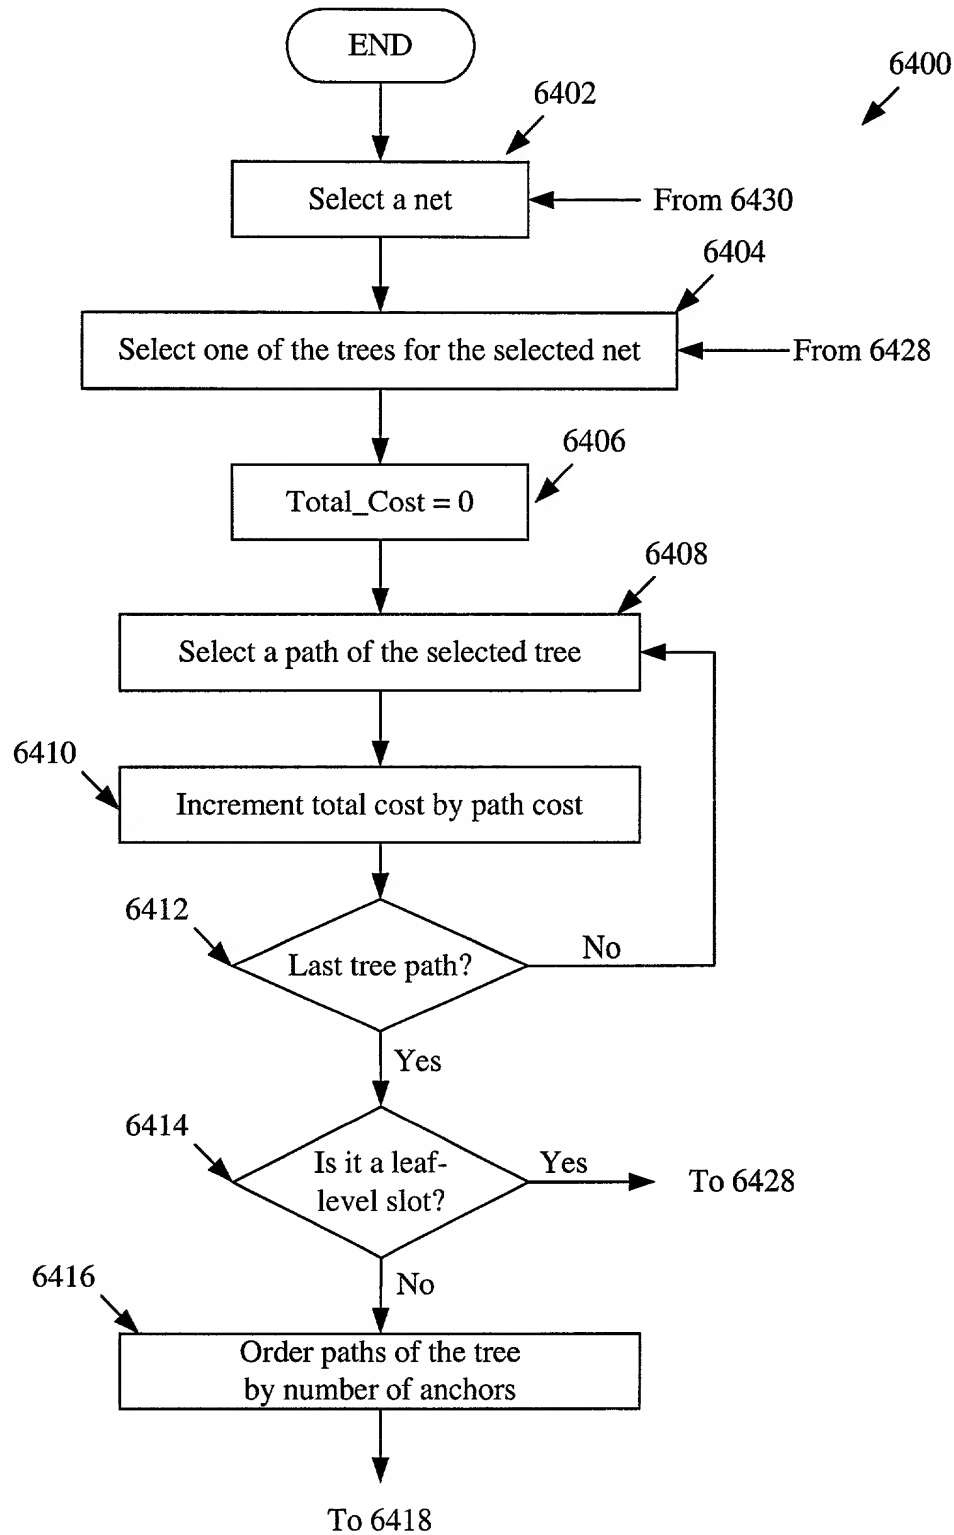 END
6400
6402
Select a net
From 6430
6404
Select one of the trees for the selected net
From 6428
6406
Total_Cost = 0
6408
Select a path of the selected tree
6410
Increment total cost by path cost
6412
Last tree path?
No
Yes
6414
Is it a leaf-
level slot?
Yes
To 6428
No
6416
Order paths of the tree
by number of anchors
To 6418